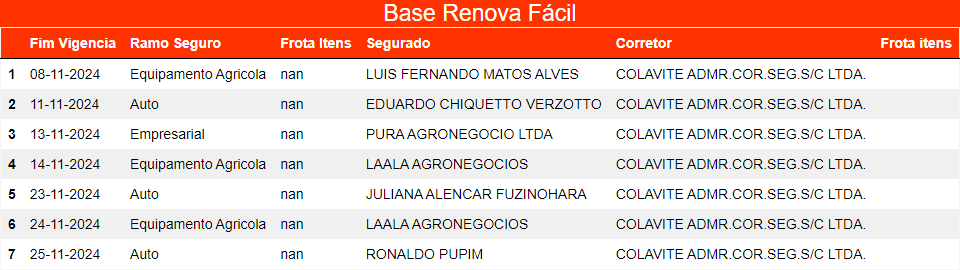 Base Renova Fácil
Fim Vigencia Ramo Seguro Frota Itens Segurado Corretor Frota itens
1 08-11-2024 Equipamento Agricola nan LUIS FERNANDO MATOS ALVES COLAVITE ADMR.COR.SEG.S/C LTDA.
2 11-11-2024 Auto nan EDUARDO CHIQUETTO VERZOTTO COLAVITE ADMR.COR.SEG.S/C LTDA.
3 13-11-2024 Empresarial nan PURA AGRONEGOCIO LTDA COLAVITE ADMR.COR.SEG.S/C LTDA.
4 14-11-2024 Equipamento Agricola nan LAALA AGRONEGOCIOS COLAVITE ADMR.COR.SEG.S/C LTDA.
5 23-11-2024 Auto nan JULIANA ALENCAR FUZINOHARA COLAVITE ADMR.COR.SEG.S/C LTDA.
6 24-11-2024 Equipamento Agricola nan LAALA AGRONEGOCIOS COLAVITE ADMR.COR.SEG.S/C LTDA.
7 25-11-2024 Auto nan RONALDO PUPIM COLAVITE ADMR.COR.SEG.S/C LTDA.